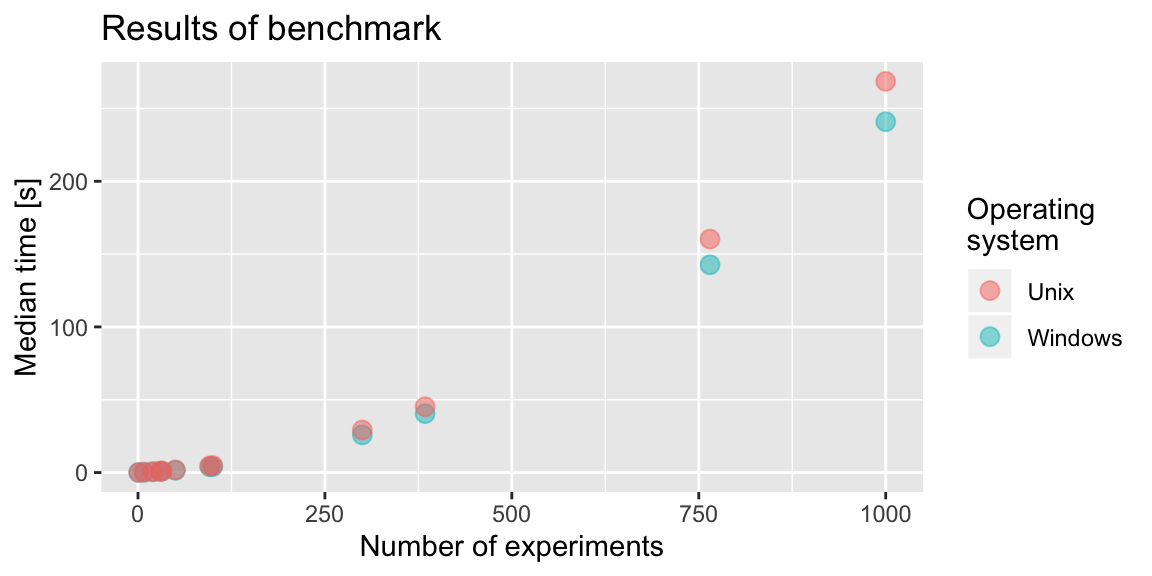 Results of benchmark
Median time [s]
200
100
0
0
250
500
750
1000
Number of experiments
Operating
system
Unix
Windows